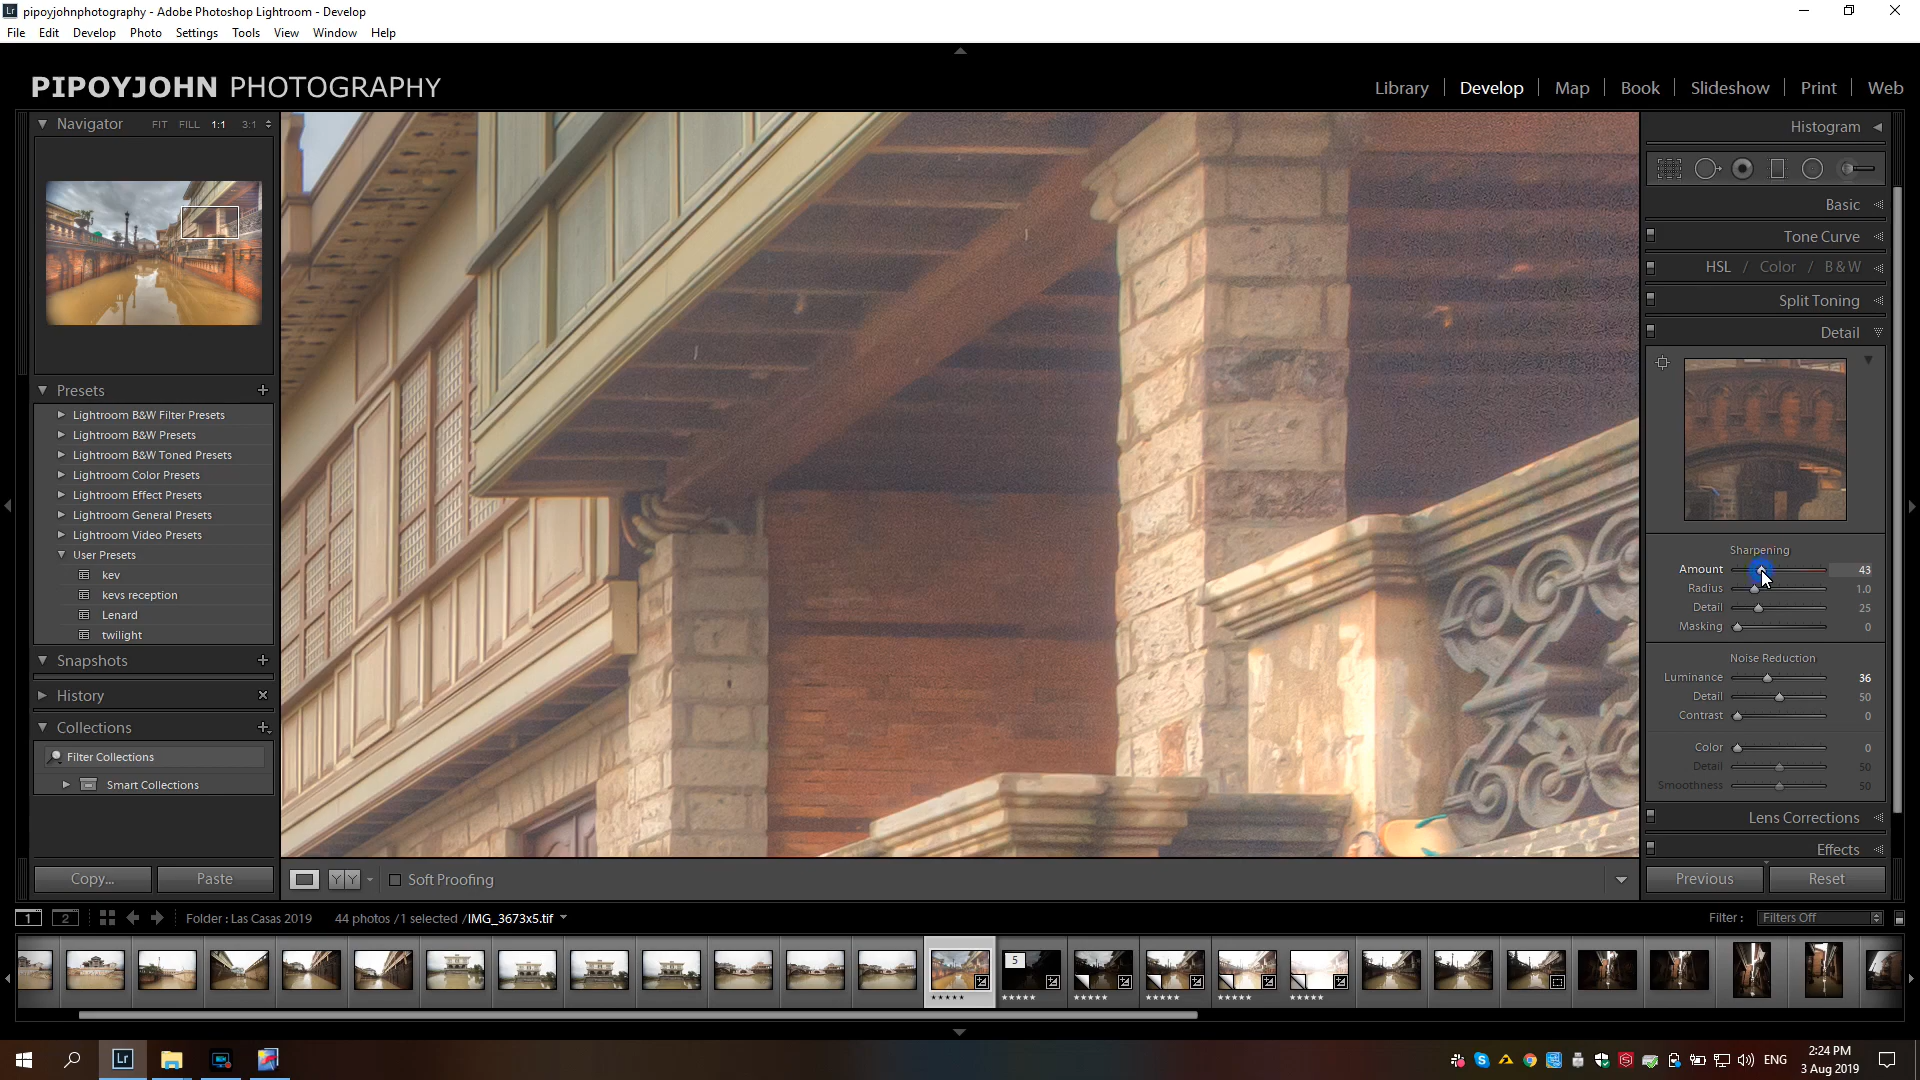 Lr pipoyjohnphotography - Adobe Photoshop Lightroom - Develop
File Edit Develop Photo Settings Tools View Window Help
PIPOYJOHN PHOTOGRAPHY
Library Develop Map Book Slideshow Print Web
Navigator FIT FILL 1:1 3:1
Presets
Lightroom B&W Filter Presets
Lightroom B&W Presets
Lightroom B&W Toned Presets
Lightroom Color Presets
Lightroom Effect Presets
Lightroom General Presets
Lightroom Video Presets
User Presets
kev
kevs reception
Lenard
twilight
Snapshots
History
Collections
Filter Collections
Smart Collections
Copy... Paste
Y Y Soft Proofing
Histogram
Basic
Tone Curve
HSL / Color / B & W
Split Toning
Detail
Sharpening
Amount 43
Radius 1.0
Detail 25
Masking 0
Noise Reduction
Luminance 36
Detail 50
Contrast 0
Color 0
Detail 50
Smoothness 50
Lens Corrections
Effects
Previous Reset
1 2 Folder : Las Casas 2019 44 photos / 1 selected / IMG_3673x5.tif Filter : Filters Off
5
Lr ENG 2:24 PM
3 Aug 2019